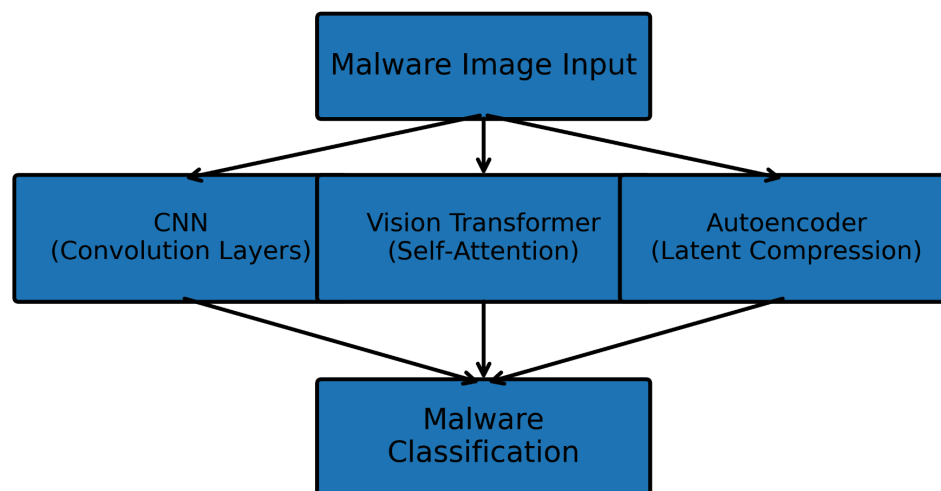 Malware Image Input
CNN
(Convolution Layers)
Vision Transformer
(Self-Attention)
Autoencoder
(Latent Compression)
Malware
Classification